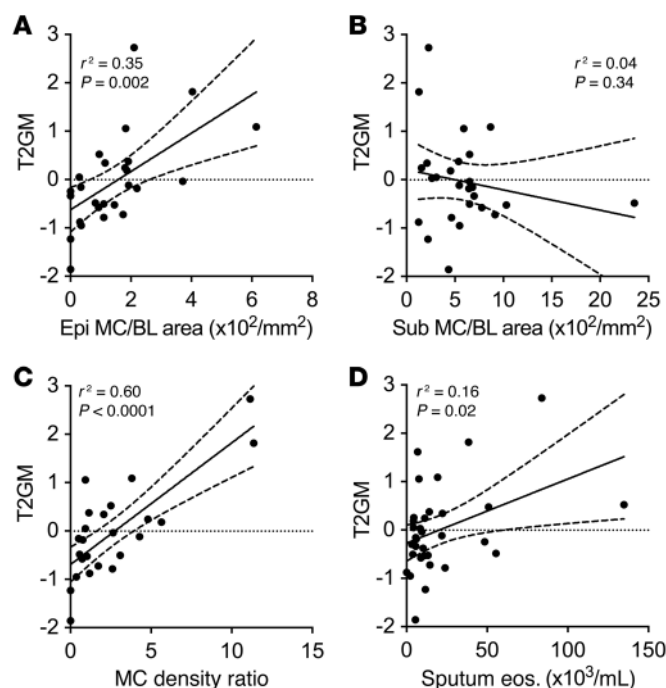 A
r² = 0.35
P = 0.002
T2GM
3
2
1
0
-1
-2
0 2 4 6 8
Epi MC/BL area (x10²/mm²)
B
r² = 0.04
P = 0.34
T2GM
3
2
1
0
-1
-2
0 5 10 15 20 25
Sub MC/BL area (x10²/mm²)
C
r² = 0.60
P < 0.0001
T2GM
3
2
1
0
-1
-2
0 5 10 15
MC density ratio
D
r² = 0.16
P = 0.02
T2GM
3
2
1
0
-1
-2
0 50 100 150
Sputum eos. (x10³/mL)